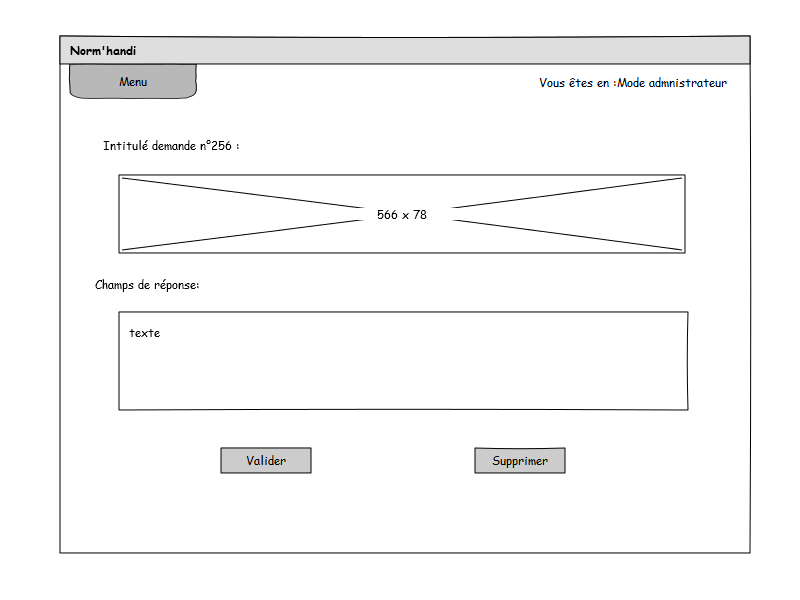 Norm'handi
Menu
Vous êtes en :Mode admnistrateur
Intitulé demande n°256 :
566 x 78
Champs de réponse:
texte
Valider
Supprimer